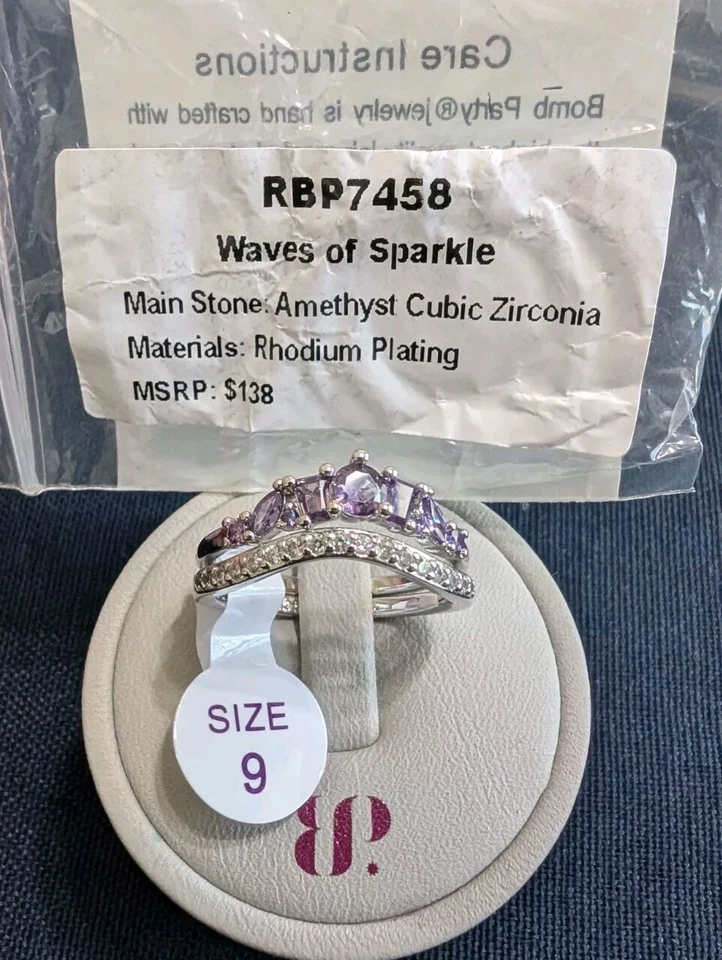 Care Instructions
Bomb Party® jewelry is hand crafted with
RBP7458
Waves of Sparkle
Main Stone: Amethyst Cubic Zirconia
Materials: Rhodium Plating
MSRP: $138
SIZE
9
BP.